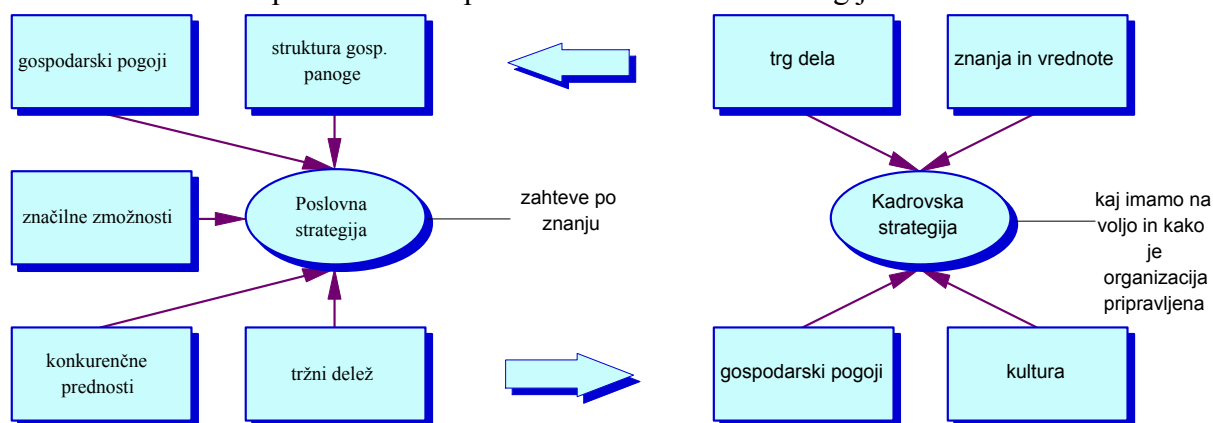 gospodarski pogoji
struktura gosp.
panoge
trg dela
znanja in vrednote
značilne zmožnosti
Poslovna
strategija
zahteve po
znanju
Kadrovska
strategija
kaj imamo na
voljo in kako
je
organizacija
pripravljena
konkurenčne
prednosti
tržni delež
gospodarski pogoji
kultura